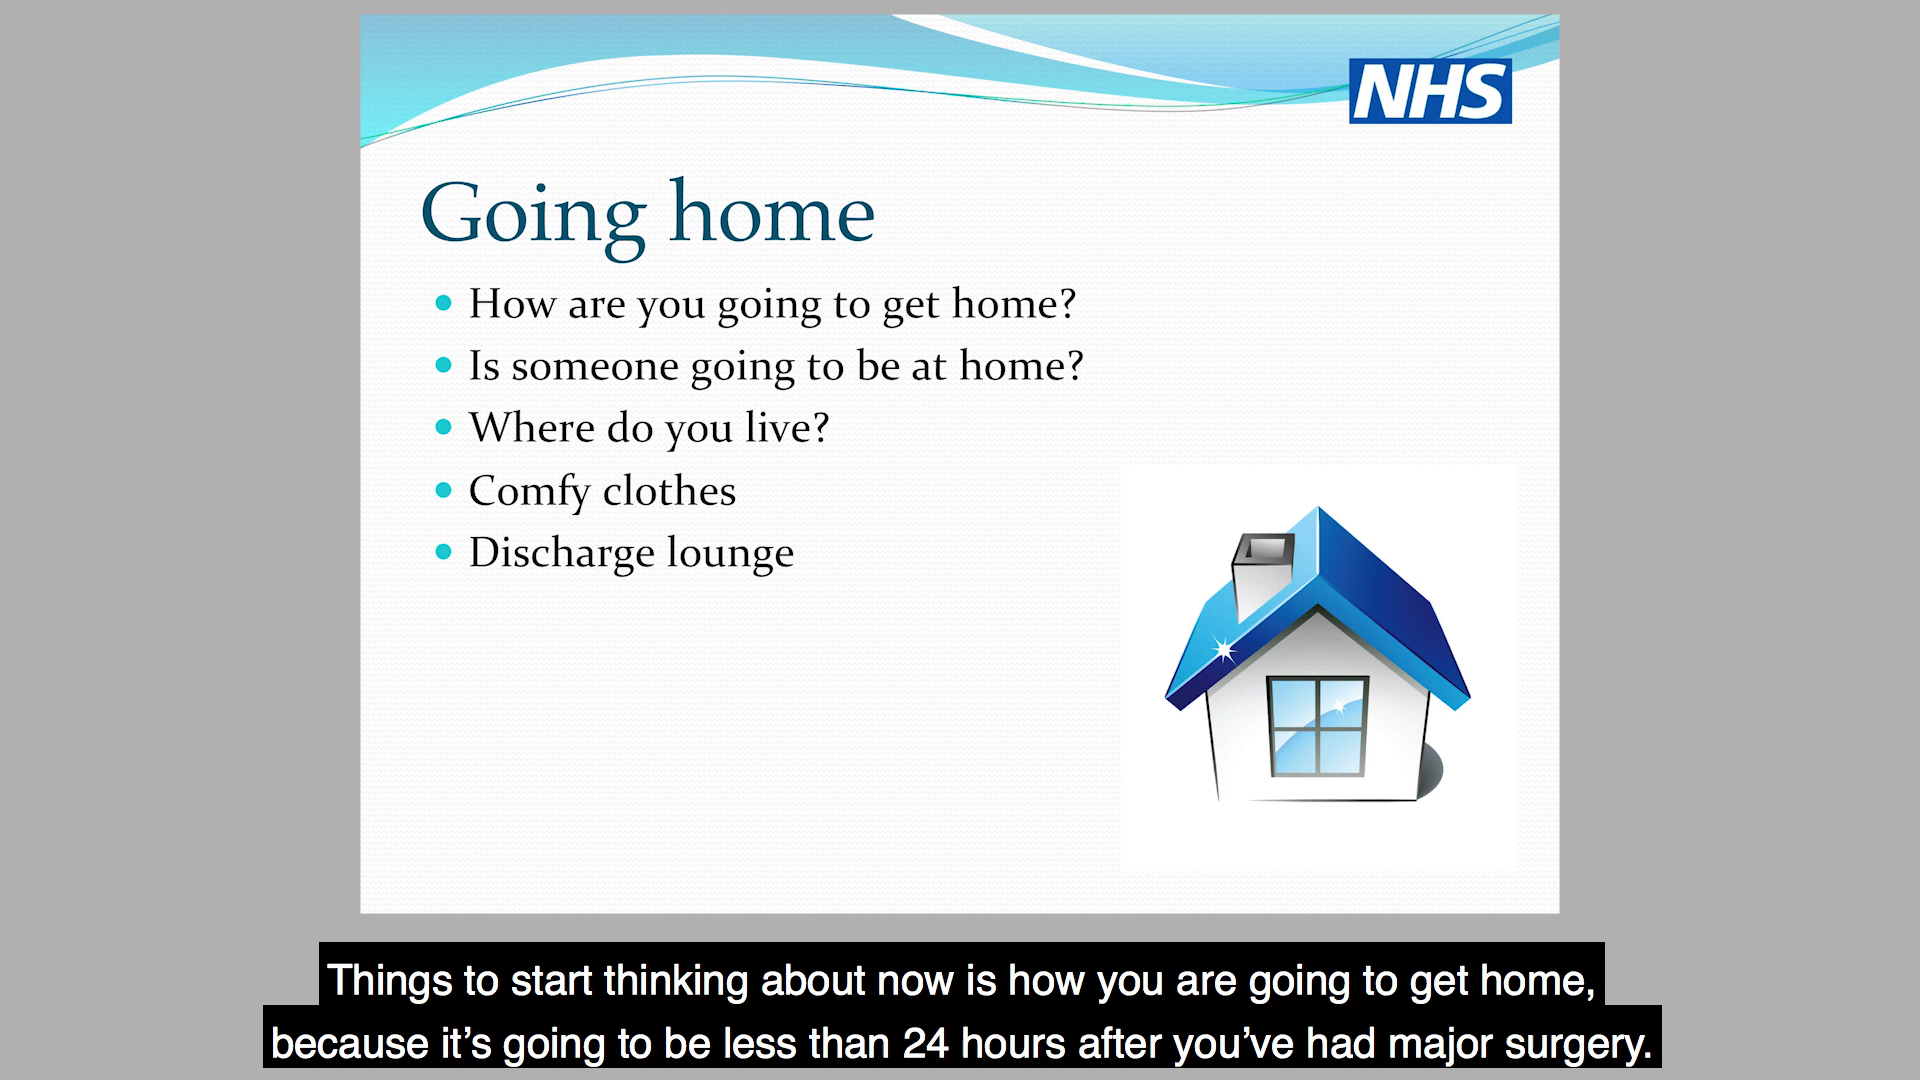 NHS
Going home
How are you going to get home?
Is someone going to be at home?
Where do you live?
Comfy clothes
Discharge lounge
Things to start thinking about now is how you are going to get home,
because it’s going to be less than 24 hours after you’ve had major surgery.